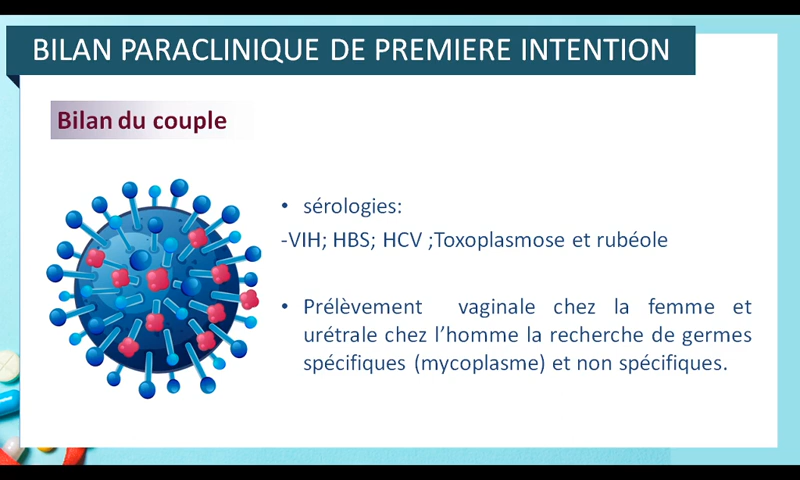 BILAN PARACLINIQUE DE PREMIERE INTENTION
Bilan du couple
• sérologies:
-VIH; HBS; HCV ;Toxoplasmose et rubéole
• Prélèvement vaginale chez la femme et
urétrale chez l’homme la recherche de germes
spécifiques (mycoplasme) et non spécifiques.